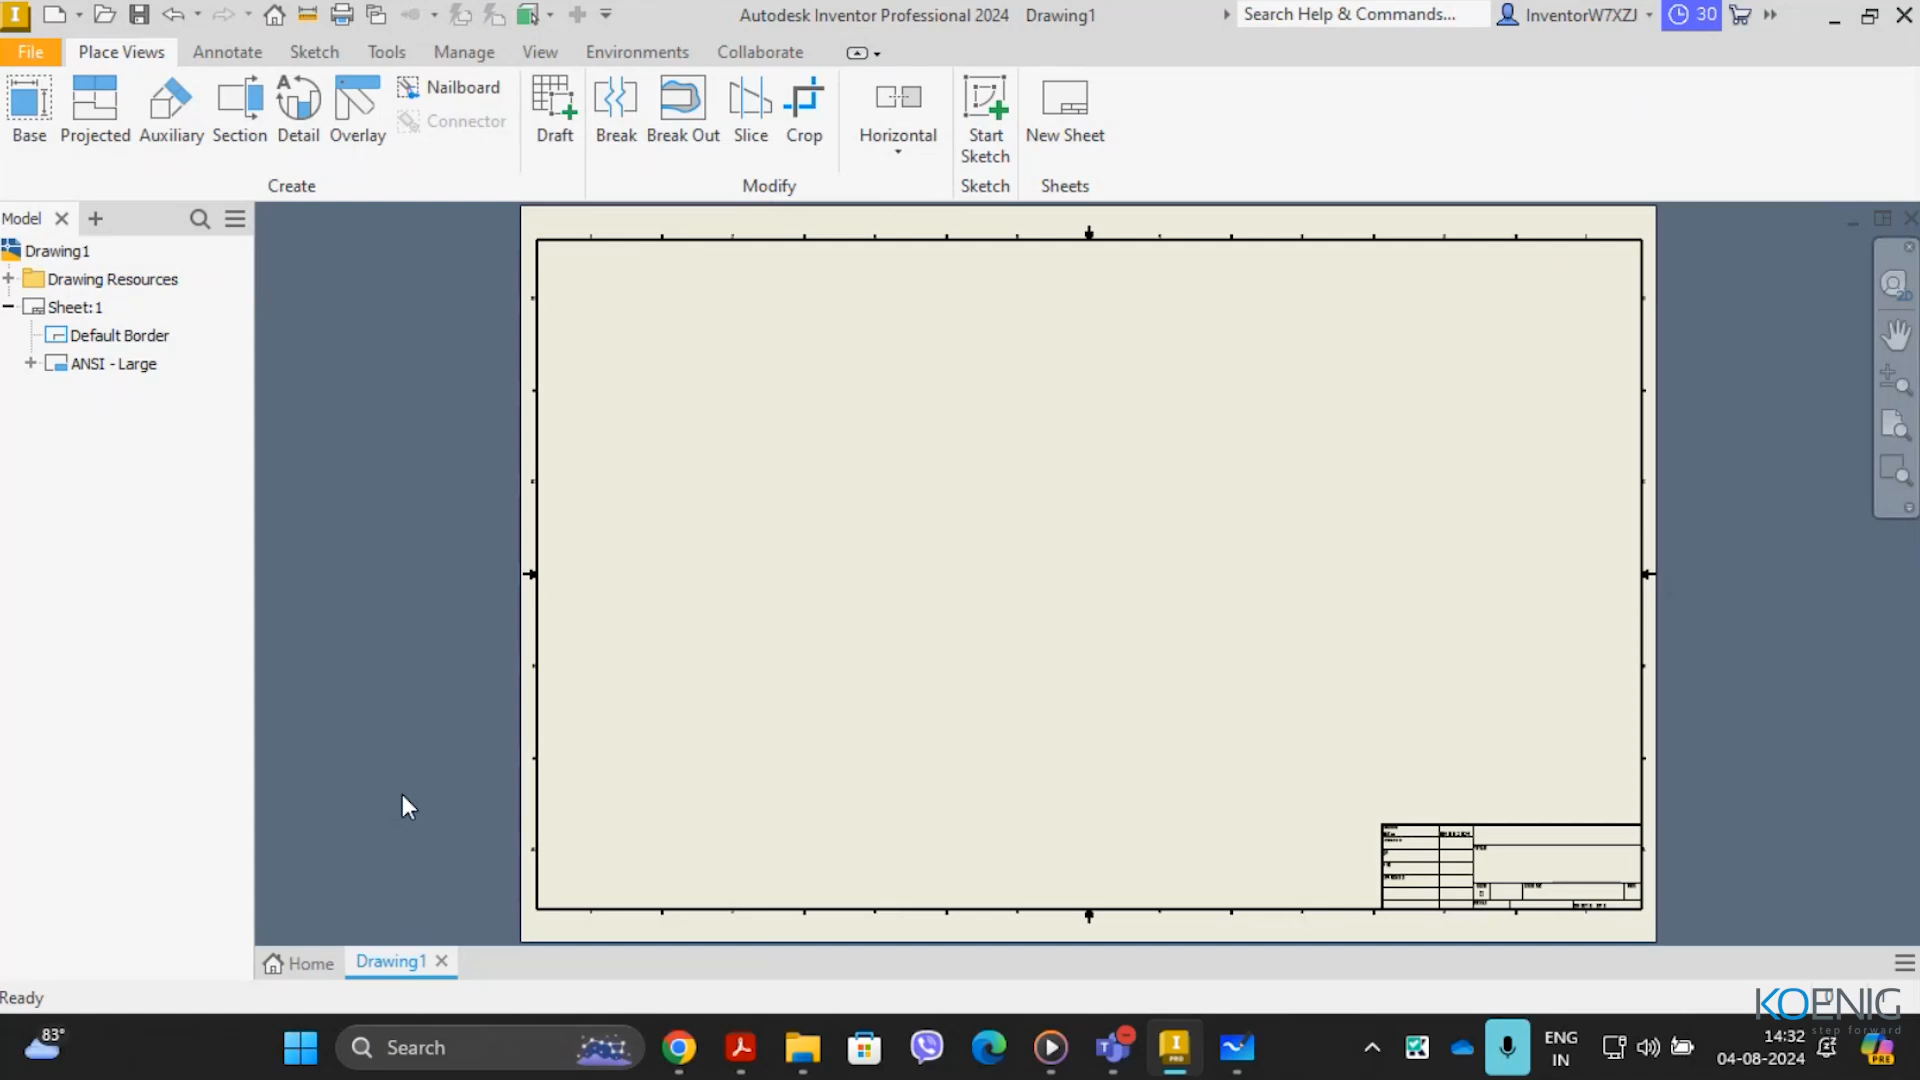 Autodesk Inventor Professional 2024 Drawing1
Search Help & Commands...
InventorW7XZJ
30
File Place Views Annotate Sketch Tools Manage View Environments Collaborate
Base Projected Auxiliary Section Detail Overlay
Nailboard
Connector
Draft
Break Break Out Slice Crop
Horizontal
Start
Sketch
New Sheet
Create
Modify
Sketch
Sheets
Model
Drawing1
Drawing Resources
Sheet:1
Default Border
ANSI - Large
2D
Home
Drawing1
Ready
KOENIG
step forward
83°
Search
PRO
ENG
IN
14:32
04-08-2024
PRE